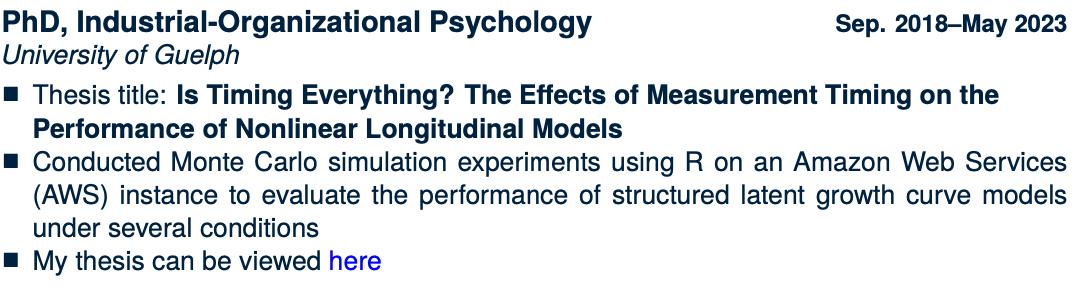 PhD, Industrial-Organizational Psychology Sep. 2018–May 2023
University of Guelph
■ Thesis title: Is Timing Everything? The Effects of Measurement Timing on the
Performance of Nonlinear Longitudinal Models
■ Conducted Monte Carlo simulation experiments using R on an Amazon Web Services
(AWS) instance to evaluate the performance of structured latent growth curve models
under several conditions
■ My thesis can be viewed here